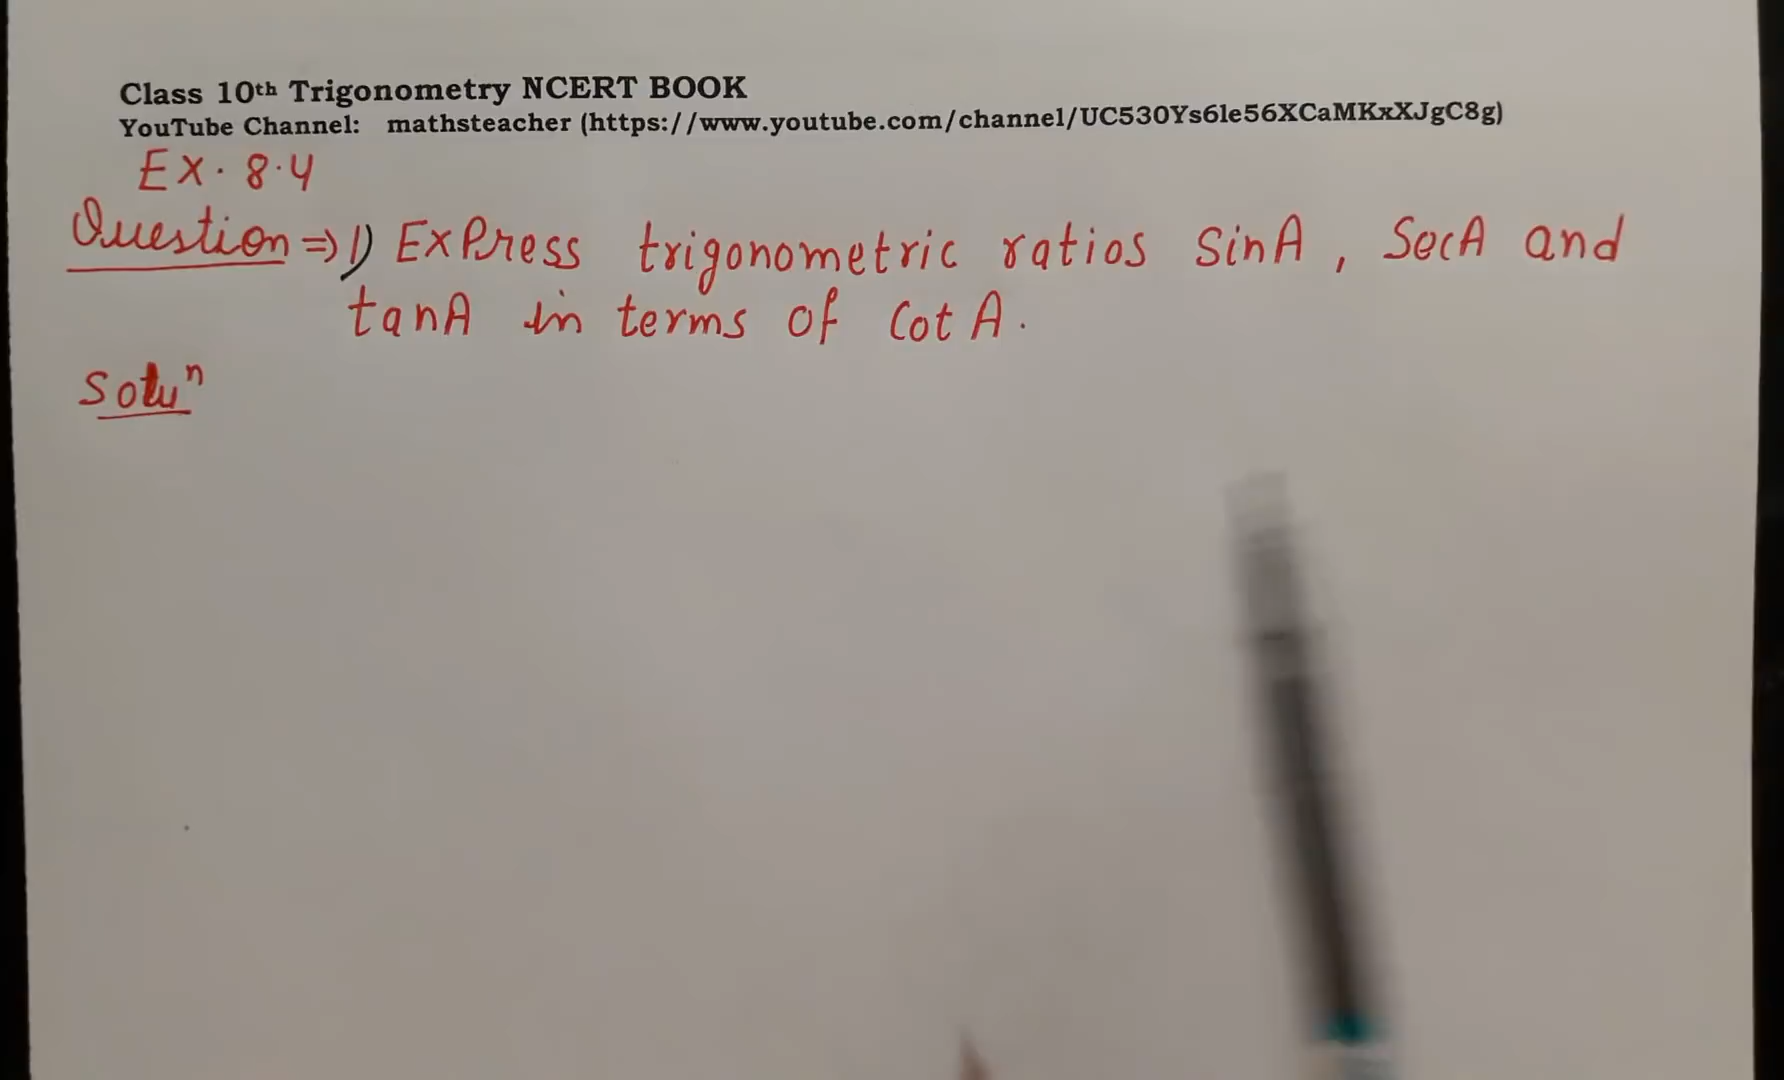 Class 10th Trigonometry NCERT BOOK
YouTube Channel: mathsteacher (https://www.youtube.com/channel/UC530Ys6le56XCaMKxXJgC8g)
EX. 8.4
Question ⇒ 1) ExPress trigonometric ratios SinA , SecA and
tanA in terms of Cot A.
Soluⁿ